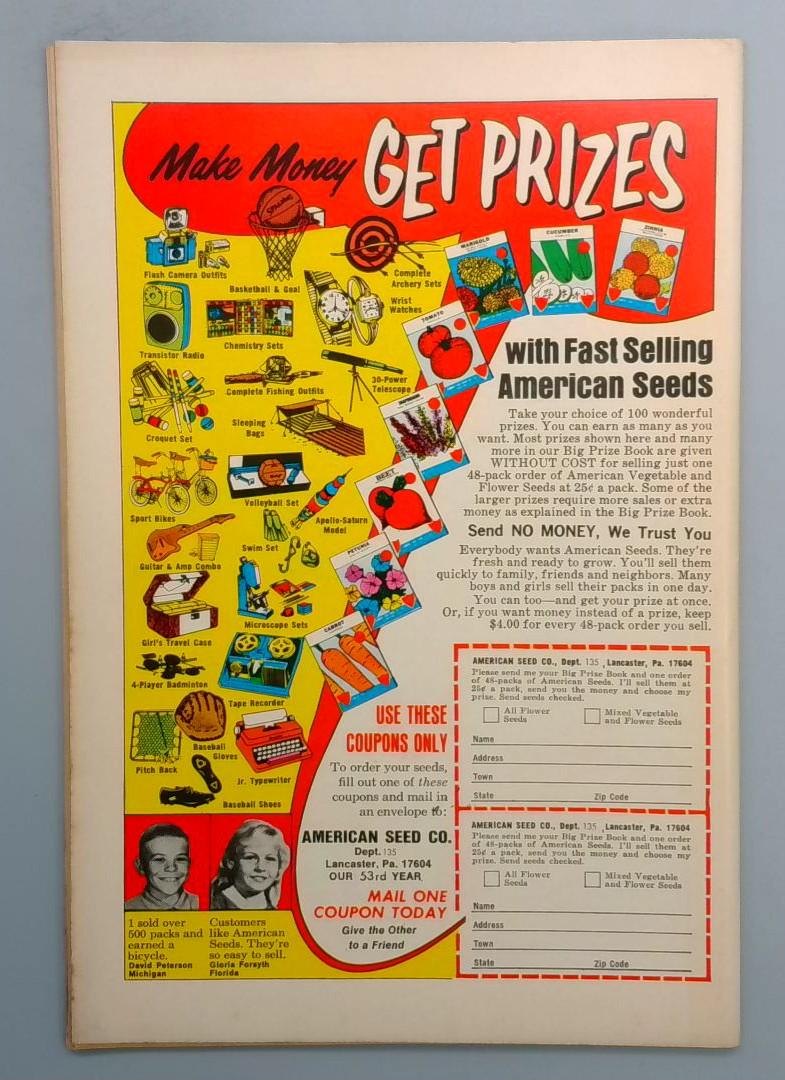 Make Money GET PRIZES
SPALDING
Flash Camera Outfits
Basketball & Goal
Complete
Archery Sets
MARIGOLD
CUCUMBER
ZINNIA
Transistor Radio
Chemistry Sets
Wrist
Watches
TOMATO
with Fast Selling
American Seeds
Croquet Set
Complete Fishing Outfits
30-Power
Telescope
Sleeping
Bags
Take your choice of 100 wonderful
prizes. You can earn as many as you
want. Most prizes shown here and many
more in our Big Prize Book are given
WITHOUT COST for selling just one
48-pack order of American Vegetable and
Flower Seeds at 25¢ a pack. Some of the
larger prizes require more sales or extra
money as explained in the Big Prize Book.
Sport Bikes
Volleyball Set
BEET
Apollo-Saturn
Model
Send NO MONEY, We Trust You
Everybody wants American Seeds. They're
fresh and ready to grow. You'll sell them
quickly to family, friends and neighbors. Many
boys and girls sell their packs in one day.
You can too—and get your prize at once.
Or, if you want money instead of a prize, keep
$4.00 for every 48-pack order you sell.
Guitar & Amp Combo
Swim Set
PETUNIA
Girl's Travel Case
Microscope Sets
CARROT
4-Player Badminton
Tape Recorder
Pitch Back
Baseball
Gloves
Jr. Typewriter
Baseball Shoes
USE THESE
COUPONS ONLY
To order your seeds,
fill out one of these
coupons and mail in
an envelope to:
AMERICAN SEED CO.
Dept. 135
Lancaster, Pa. 17604
OUR 53rd YEAR
MAIL ONE
COUPON TODAY
Give the Other
to a Friend
AMERICAN SEED CO., Dept. 135 , Lancaster, Pa. 17604
Please send me your Big Prize Book and one order
of 48-packs of American Seeds. I'll sell them at
25¢ a pack, send you the money and choose my
prize. Send seeds checked.
All Flower
Seeds
Mixed Vegetable
and Flower Seeds
Name
Address
Town
State Zip Code
AMERICAN SEED CO., Dept. 135 , Lancaster, Pa. 17604
Please send me your Big Prize Book and one order
of 48-packs of American Seeds. I'll sell them at
25¢ a pack, send you the money and choose my
prize. Send seeds checked.
All Flower
Seeds
Mixed Vegetable
and Flower Seeds
Name
Address
Town
State Zip Code
I sold over
500 packs and
earned a
bicycle.
David Peterson
Michigan
Customers
like American
Seeds. They're
so easy to sell.
Gloria Forsyth
Florida